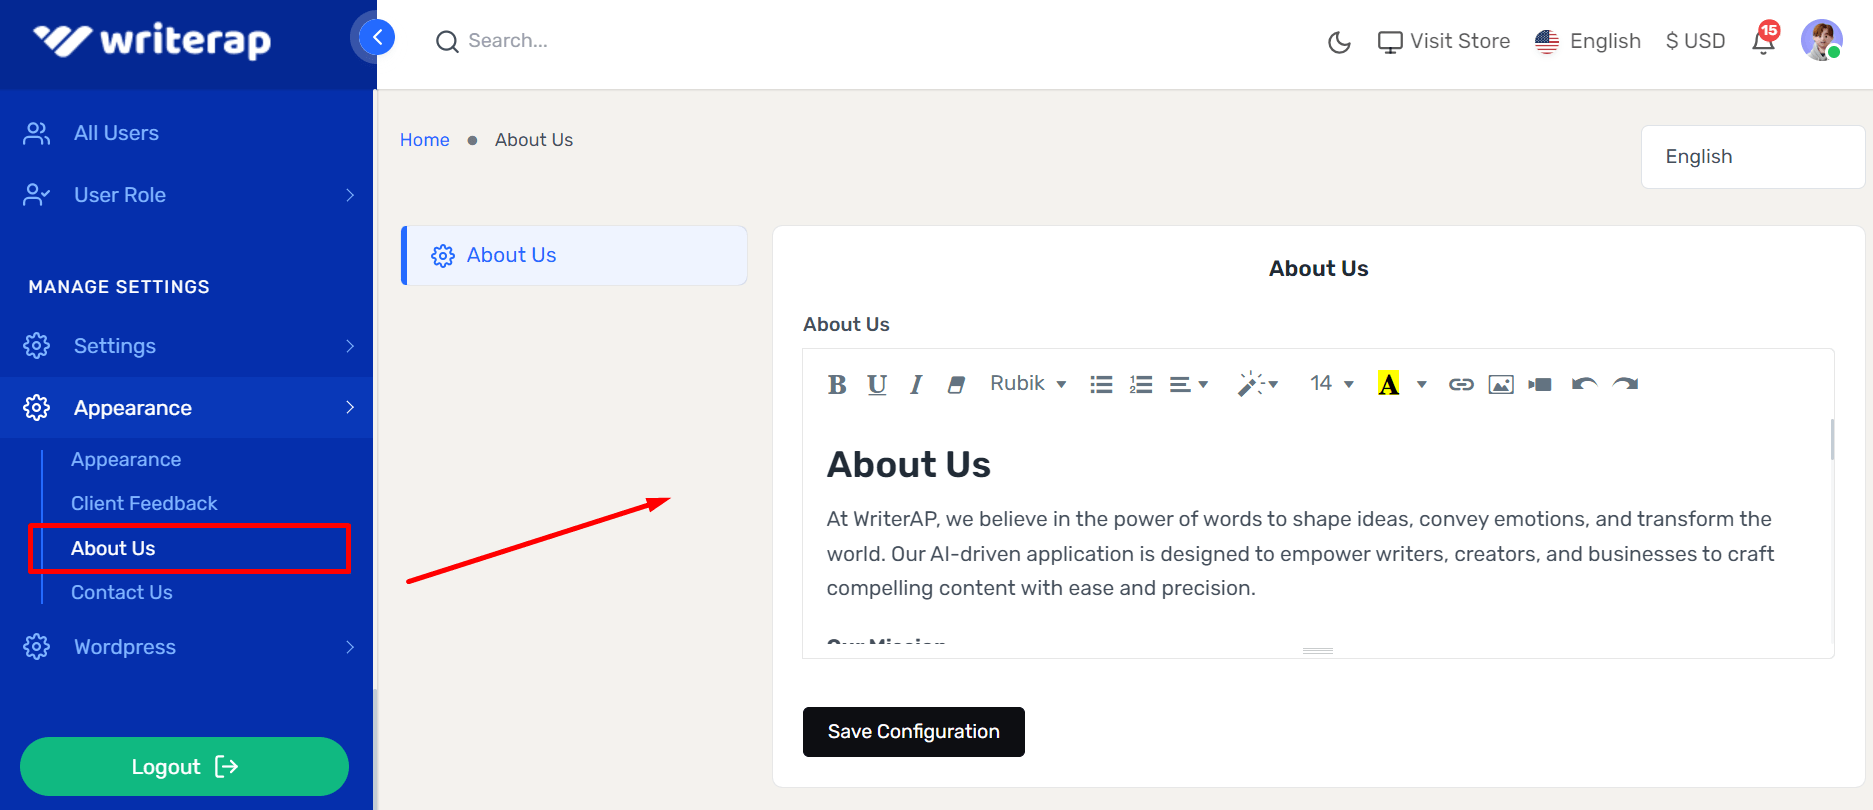 writerap
Search...
Visit Store
English
$ USD
15
All Users
User Role
MANAGE SETTINGS
Settings
Appearance
Appearance
Client Feedback
About Us
Contact Us
Wordpress
Logout
Home
About Us
English
About Us
About Us
About Us
B U I Rubik 14 A
About Us
At WriterAP, we believe in the power of words to shape ideas, convey emotions, and transform the
world. Our AI-driven application is designed to empower writers, creators, and businesses to craft
compelling content with ease and precision.
Our Mission
Save Configuration